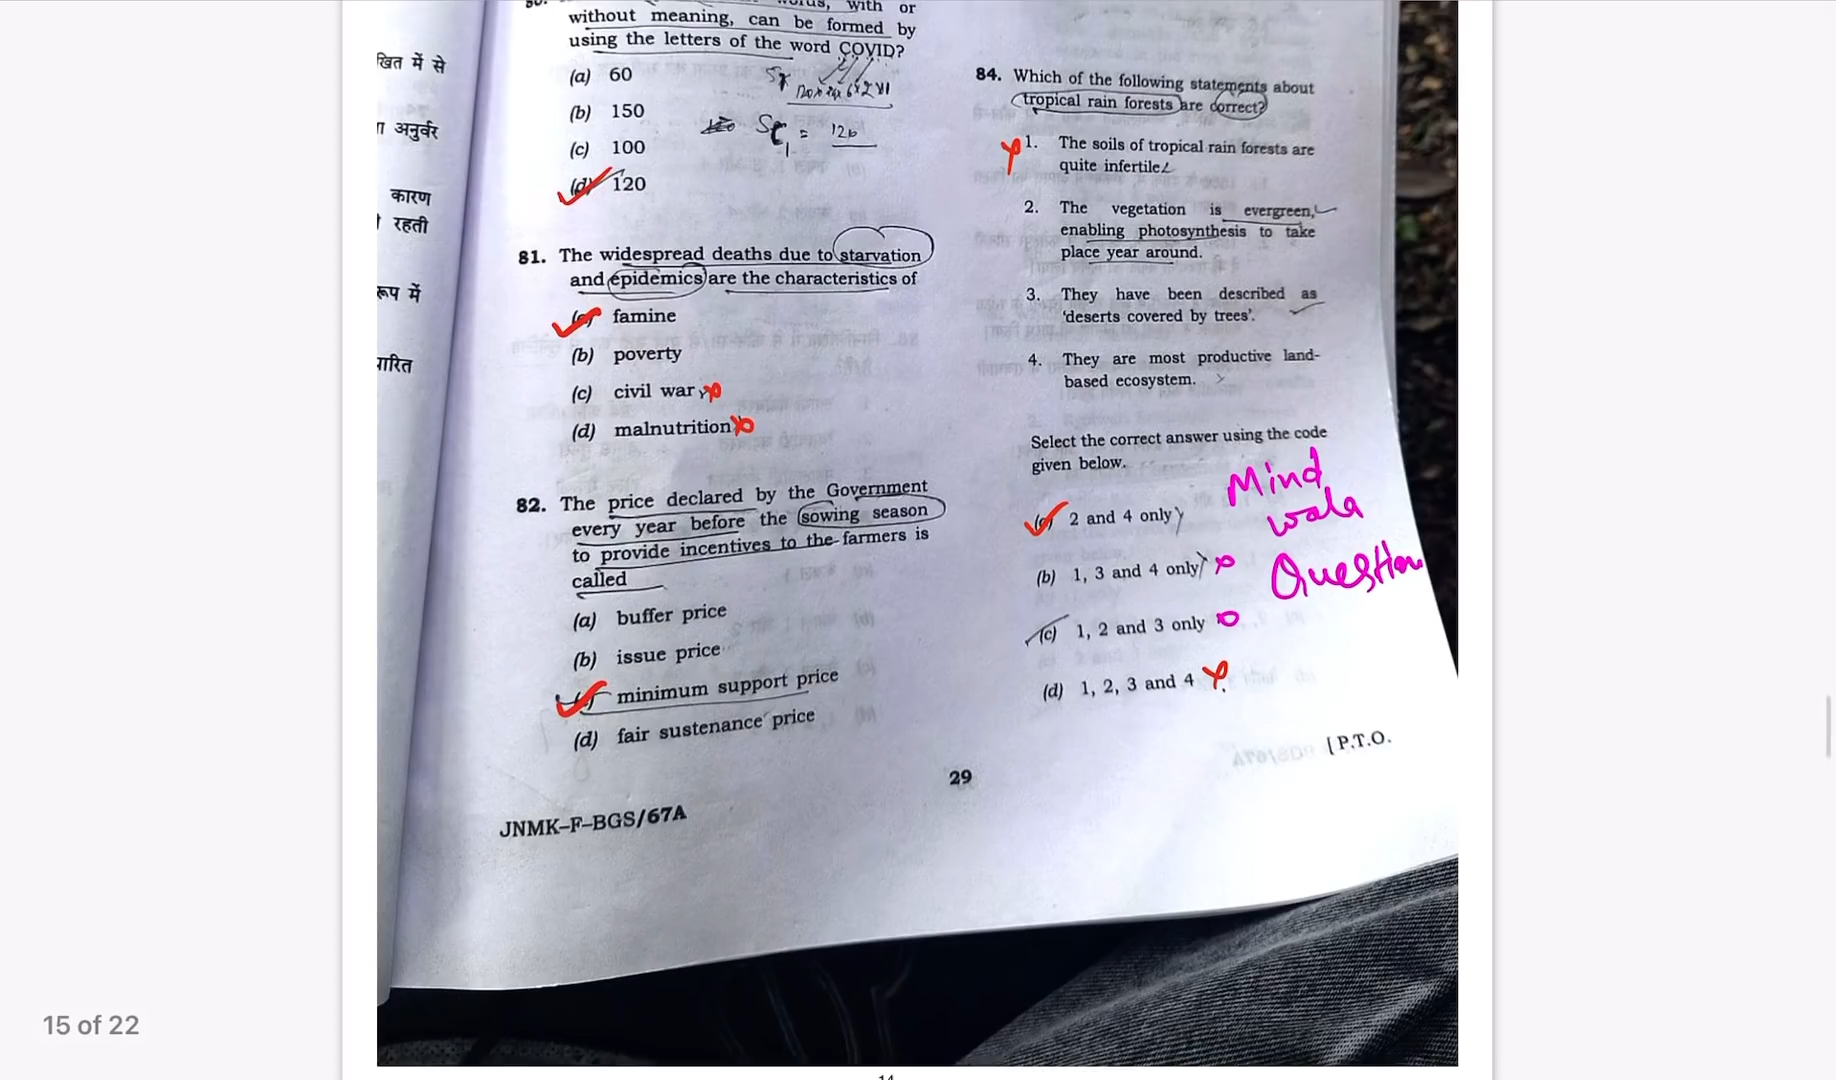 खित में से
ा अनुर्वर
कारण
रहती
रूप में
ारित
words, with or
without meaning, can be formed by
using the letters of the word COVID?
(a) 60
(b) 150
(c) 100
(d) 120
= 120
81. The widespread deaths due to starvation
and epidemics are the characteristics of
famine
(b) poverty
(c) civil war
(d) malnutrition
82. The price declared by the Government
every year before the sowing season
to provide incentives to the farmers is
called
(a) buffer price
(b) issue price
minimum support price
(d) fair sustenance price
JNMK-F-BGS/67A
84. Which of the following statements about
tropical rain forests are correct?
1. The soils of tropical rain forests are
quite infertile.
2. The vegetation is evergreen,
enabling photosynthesis to take
place year around.
3. They have been described as
'deserts covered by trees'.
4. They are most productive land-
based ecosystem.
Select the correct answer using the code
given below.
2 and 4 only
(b) 1, 3 and 4 only
(c) 1, 2 and 3 only
(d) 1, 2, 3 and 4
Mind
wala
Question
29
[ P.T.O.
15 of 22